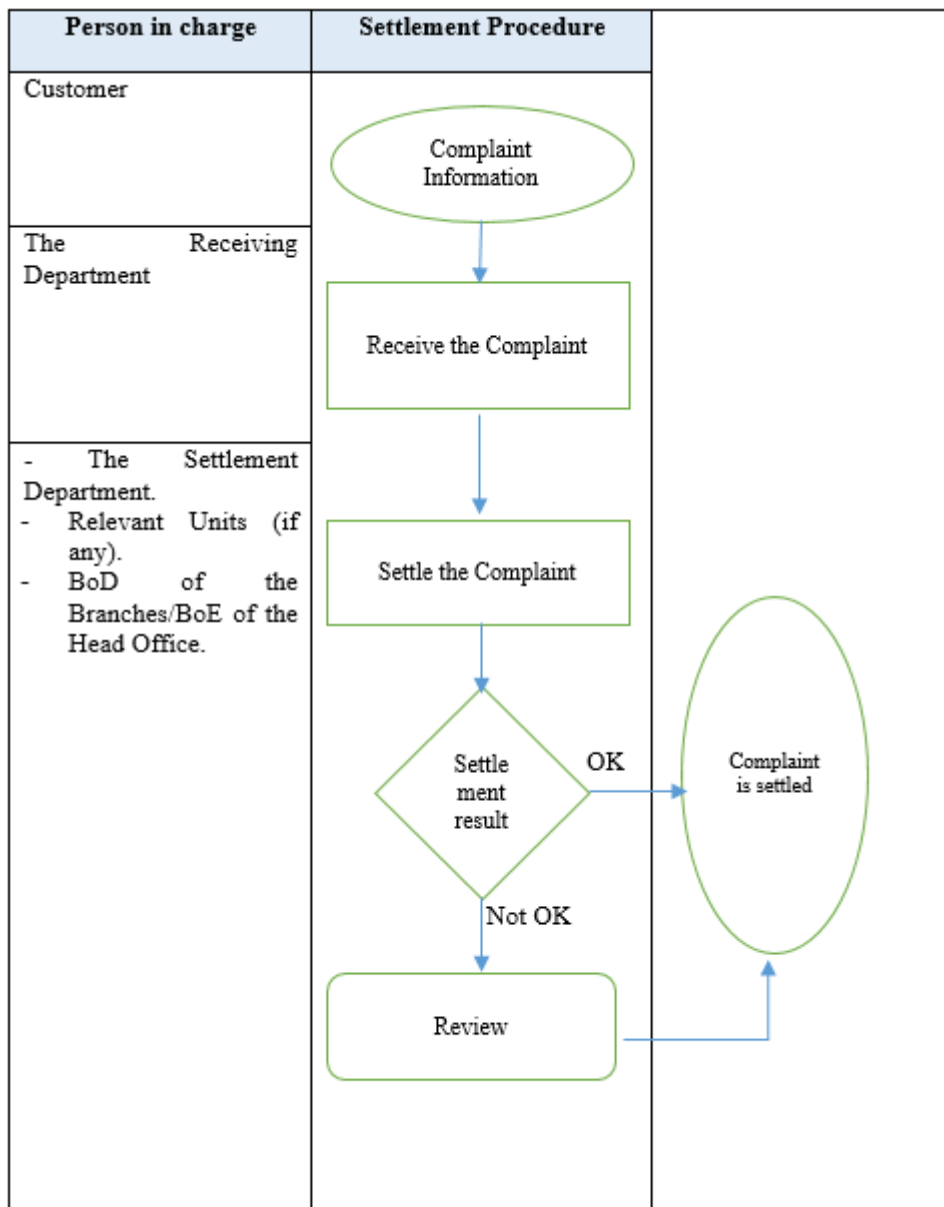 Person in charge
Settlement Procedure
Customer
Complaint
Information
The Receiving
Department
Receive the Complaint
- The Settlement
Department.
- Relevant Units (if
any).
- BoD of the
Branches/BoE of the
Head Office.
Settle the Complaint
Settle
ment
result
OK
Complaint
is settled
Not OK
Review